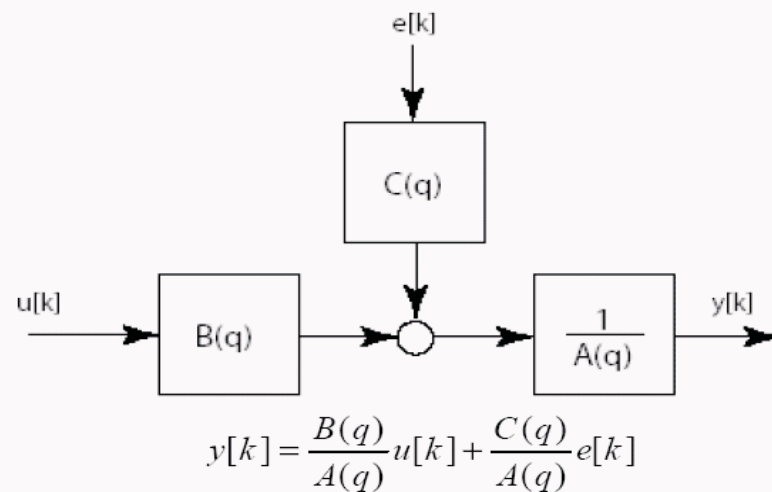 e[k]
C(q)
u[k]
B(q)
1
A(q)
y[k]
y[k] = B(q)/A(q) u[k] + C(q)/A(q) e[k]